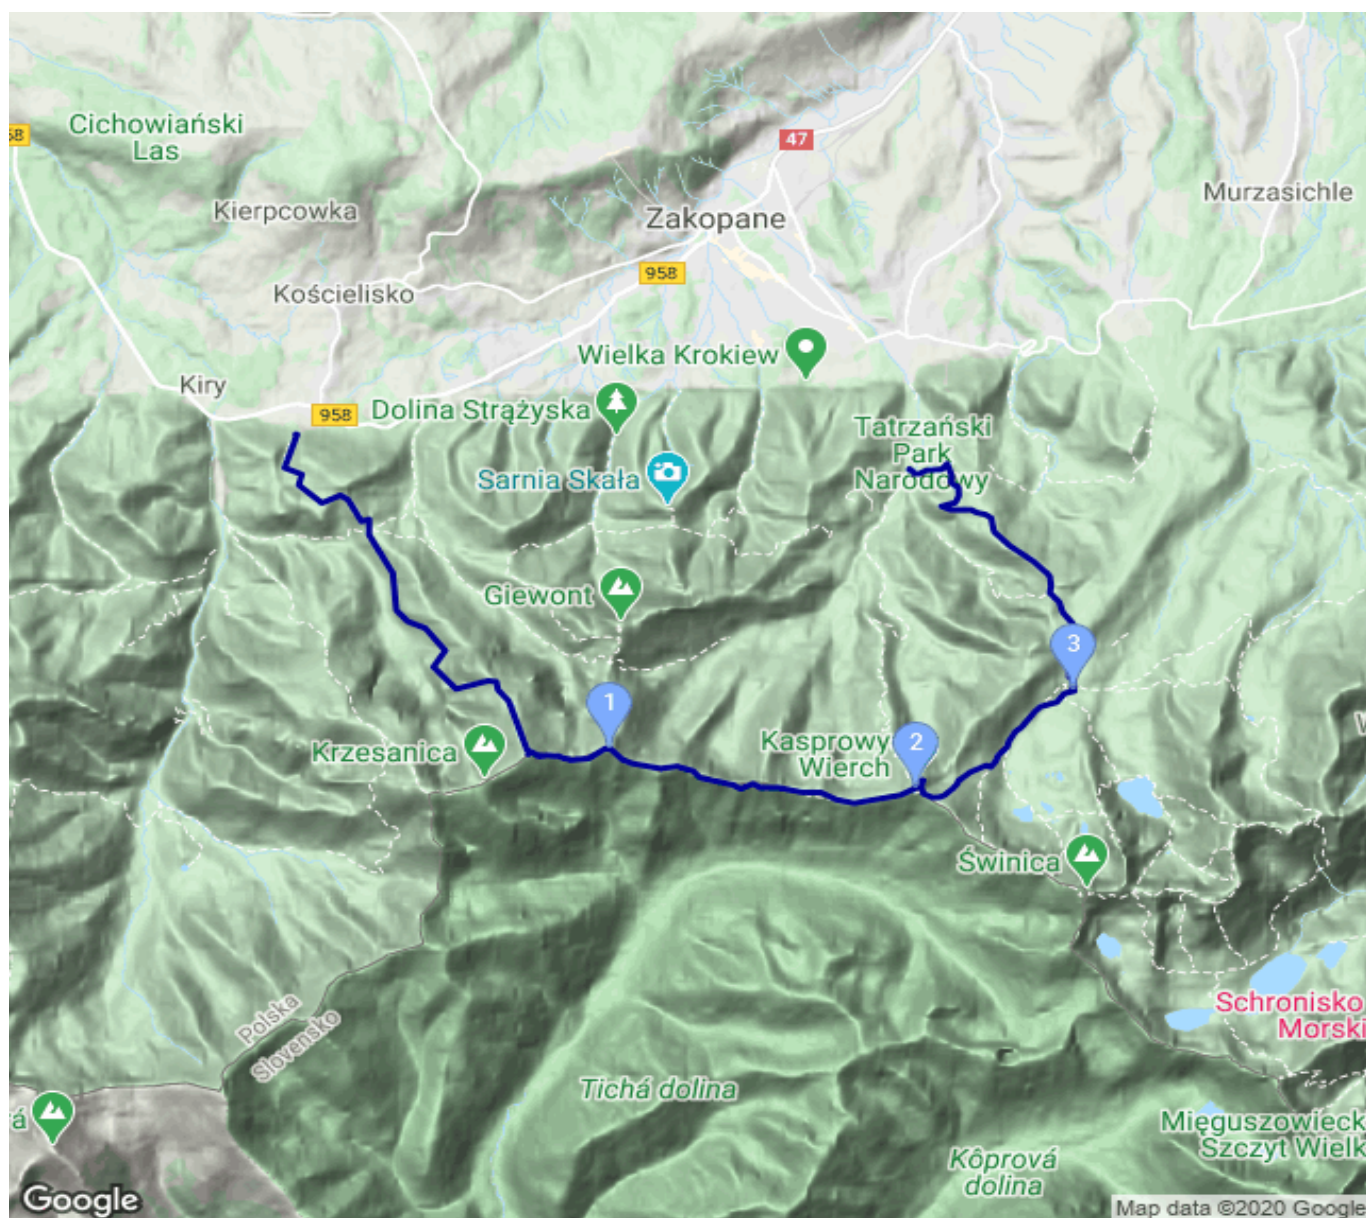 58
Cichowiański
Las
47
Murzasichle
Kierpcowka
Zakopane
958
Kościelisko
Wielka Krokiew
Kiry
958
Dolina Strążyska
Tatrzański
Park
Narodowy
Sarnia Skała
Giewont
3
1
Krzesanica
Kasprowy
Wierch
2
Świnica
Polska
Slovensko
Schronisko
Morski
Tichá dolina
á
Mięguszowieck
Szczyt Wielk
Kôprová
dolina
Google
Map data ©2020 Google